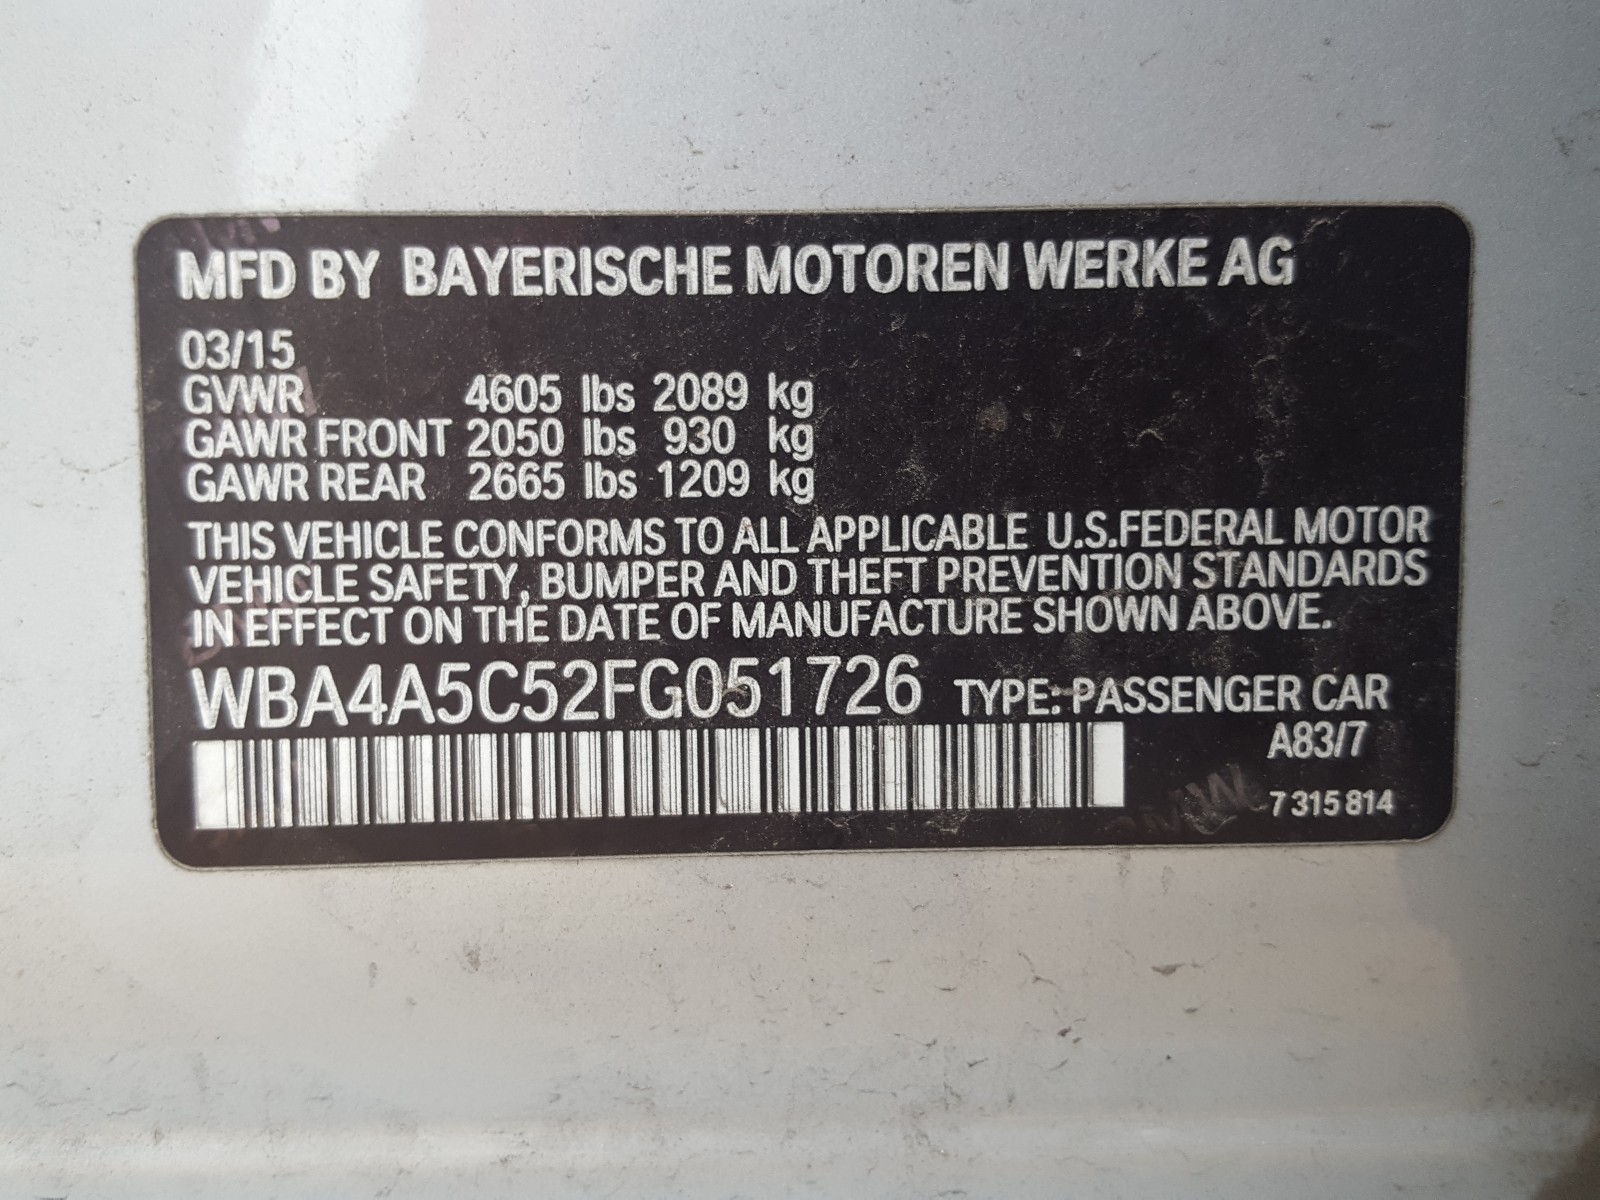 MFD BY BAYERISCHE MOTOREN WERKE AG
03/15
GVWR 4605 lbs 2089 kg
GAWR FRONT 2050 lbs 930 kg
GAWR REAR 2665 lbs 1209 kg
THIS VEHICLE CONFORMS TO ALL APPLICABLE U.S.FEDERAL MOTOR
VEHICLE SAFETY, BUMPER AND THEFT PREVENTION STANDARDS
IN EFFECT ON THE DATE OF MANUFACTURE SHOWN ABOVE.
WBA4A5C52FG051726 TYPE: PASSENGER CAR
A83/7
7 315 814